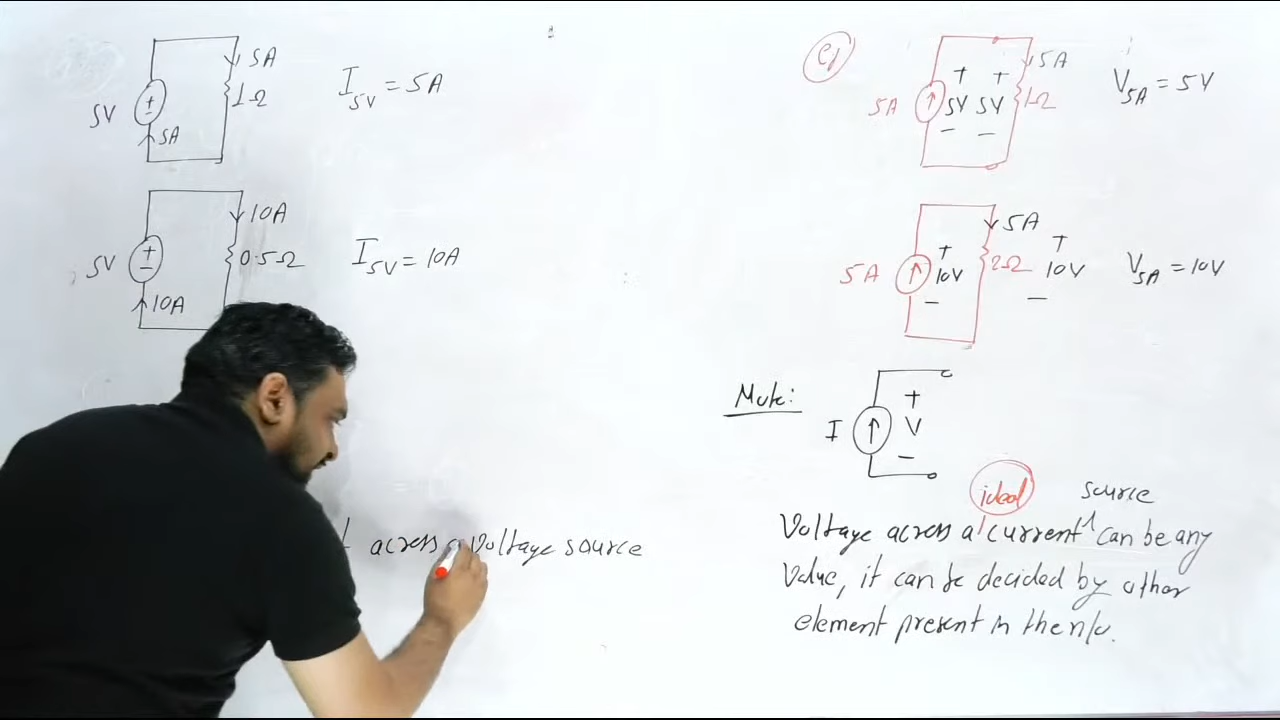 5V
5A
5A
1Ω
I5V = 5A
5V
10A
10A
0.5Ω
I5V = 10A
across a voltage source
eg
5A
5V
5V
5A
1Ω
V5A = 5V
5A
10V
5A
2Ω
10V
V5A = 10V
Note:
I
V
ideal source
Voltage across a current can be any
Value, it can be decided by other
element present in the n/w.